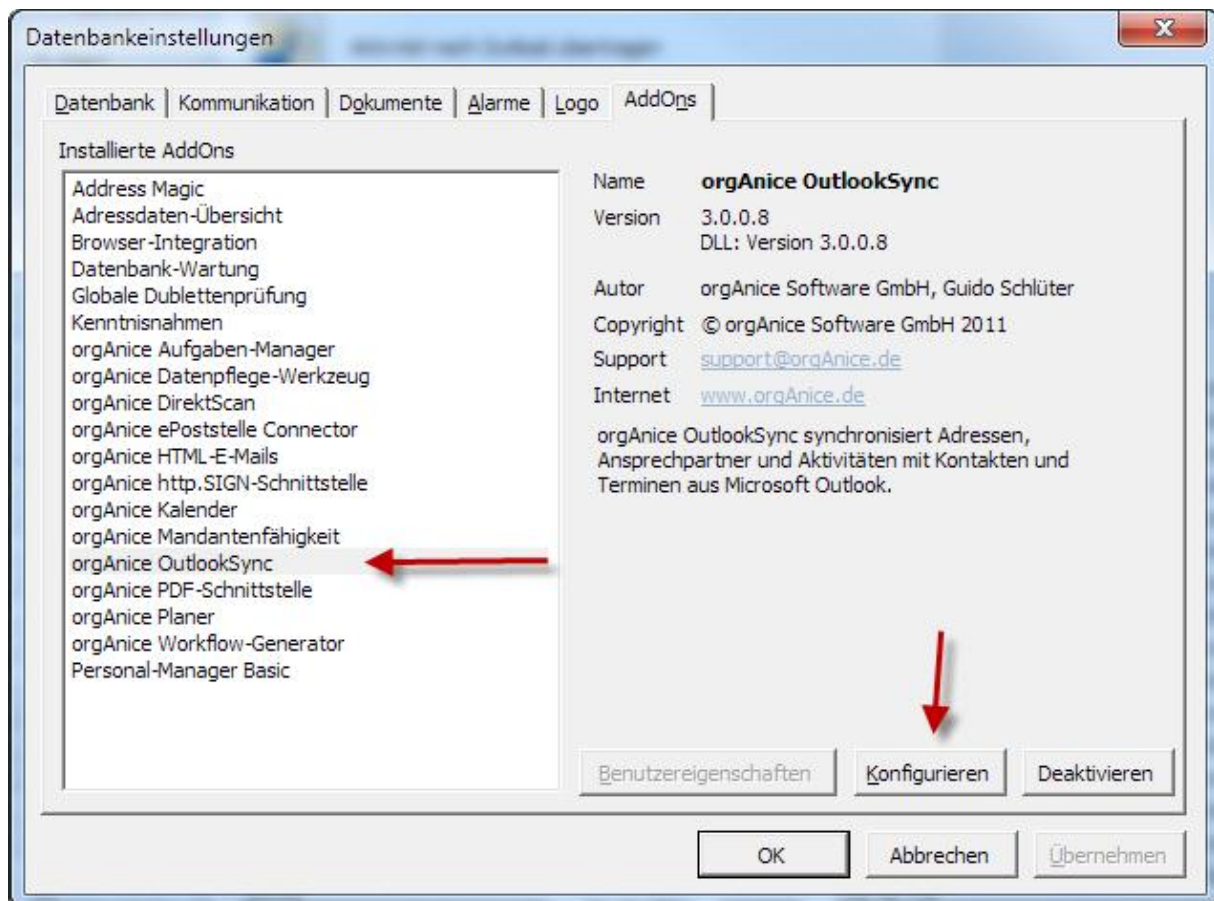 Datenbankeinstellungen
Datenbank Kommunikation Dokumente Alarme Logo AddOns
Installierte AddOns
Address Magic
Adressdaten-Übersicht
Browser-Integration
Datenbank-Wartung
Globale Dublettenprüfung
Kenntnisnahmen
orgAnice Aufgaben-Manager
orgAnice Datenpflege-Werkzeug
orgAnice DirektScan
orgAnice ePoststelle Connector
orgAnice HTML-E-Mails
orgAnice http.SIGN-Schnittstelle
orgAnice Kalender
orgAnice Mandantenfähigkeit
orgAnice OutlookSync
orgAnice PDF-Schnittstelle
orgAnice Planer
orgAnice Workflow-Generator
Personal-Manager Basic
Name orgAnice OutlookSync
Version 3.0.0.8
DLL: Version 3.0.0.8
Autor orgAnice Software GmbH, Guido Schlüter
Copyright © orgAnice Software GmbH 2011
Support support@orgAnice.de
Internet www.orgAnice.de
orgAnice OutlookSync synchronisiert Adressen,
Ansprechpartner und Aktivitäten mit Kontakten und
Terminen aus Microsoft Outlook.
Benutzereigenschaften Konfigurieren Deaktivieren
OK Abbrechen Übernehmen